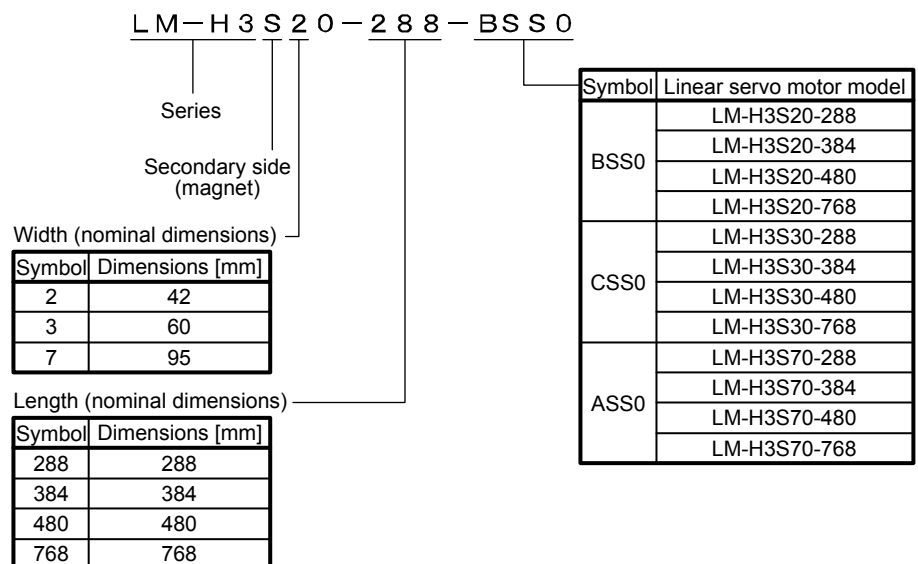 LM-H3S20-288-BSS0
Series
Secondary side
(magnet)
Width (nominal dimensions)
Symbol Dimensions [mm]
2 42
3 60
7 95
Length (nominal dimensions)
Symbol Dimensions [mm]
288 288
384 384
480 480
768 768
Symbol Linear servo motor model
BSS0
LM-H3S20-288
LM-H3S20-384
LM-H3S20-480
LM-H3S20-768
CSS0
LM-H3S30-288
LM-H3S30-384
LM-H3S30-480
LM-H3S30-768
ASS0
LM-H3S70-288
LM-H3S70-384
LM-H3S70-480
LM-H3S70-768